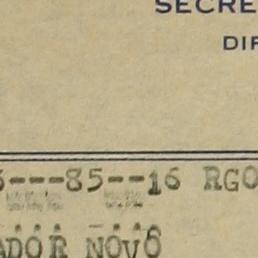 SECRE
DIR
6---85--16 RGO
ADOR NOVO